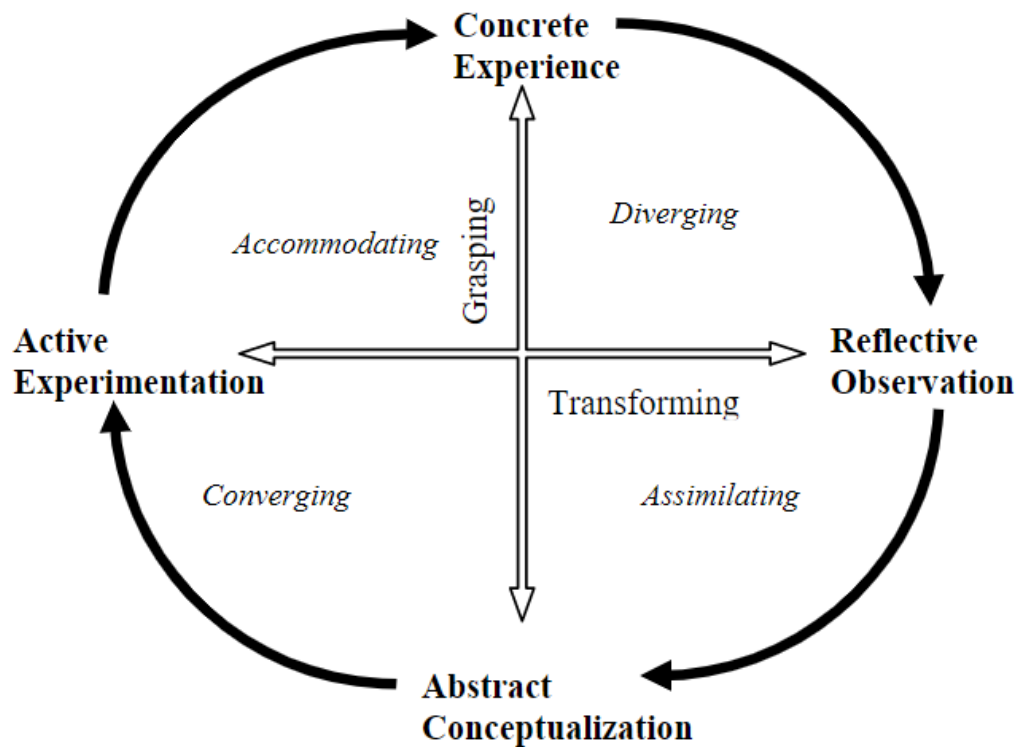 Concrete
Experience
Grasping
Diverging
Accommodating
Active
Experimentation
Reflective
Observation
Transforming
Converging
Assimilating
Abstract
Conceptualization